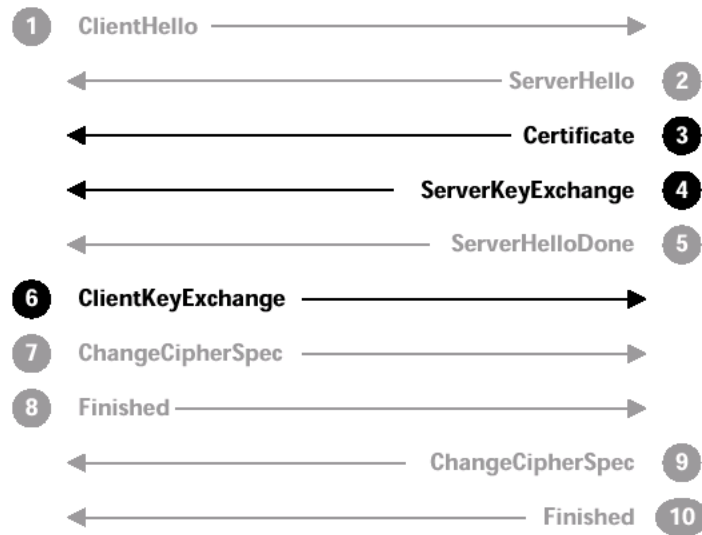 1 ClientHello
ServerHello 2
Certificate 3
ServerKeyExchange 4
ServerHelloDone 5
6 ClientKeyExchange
7 ChangeCipherSpec
8 Finished
ChangeCipherSpec 9
Finished 10